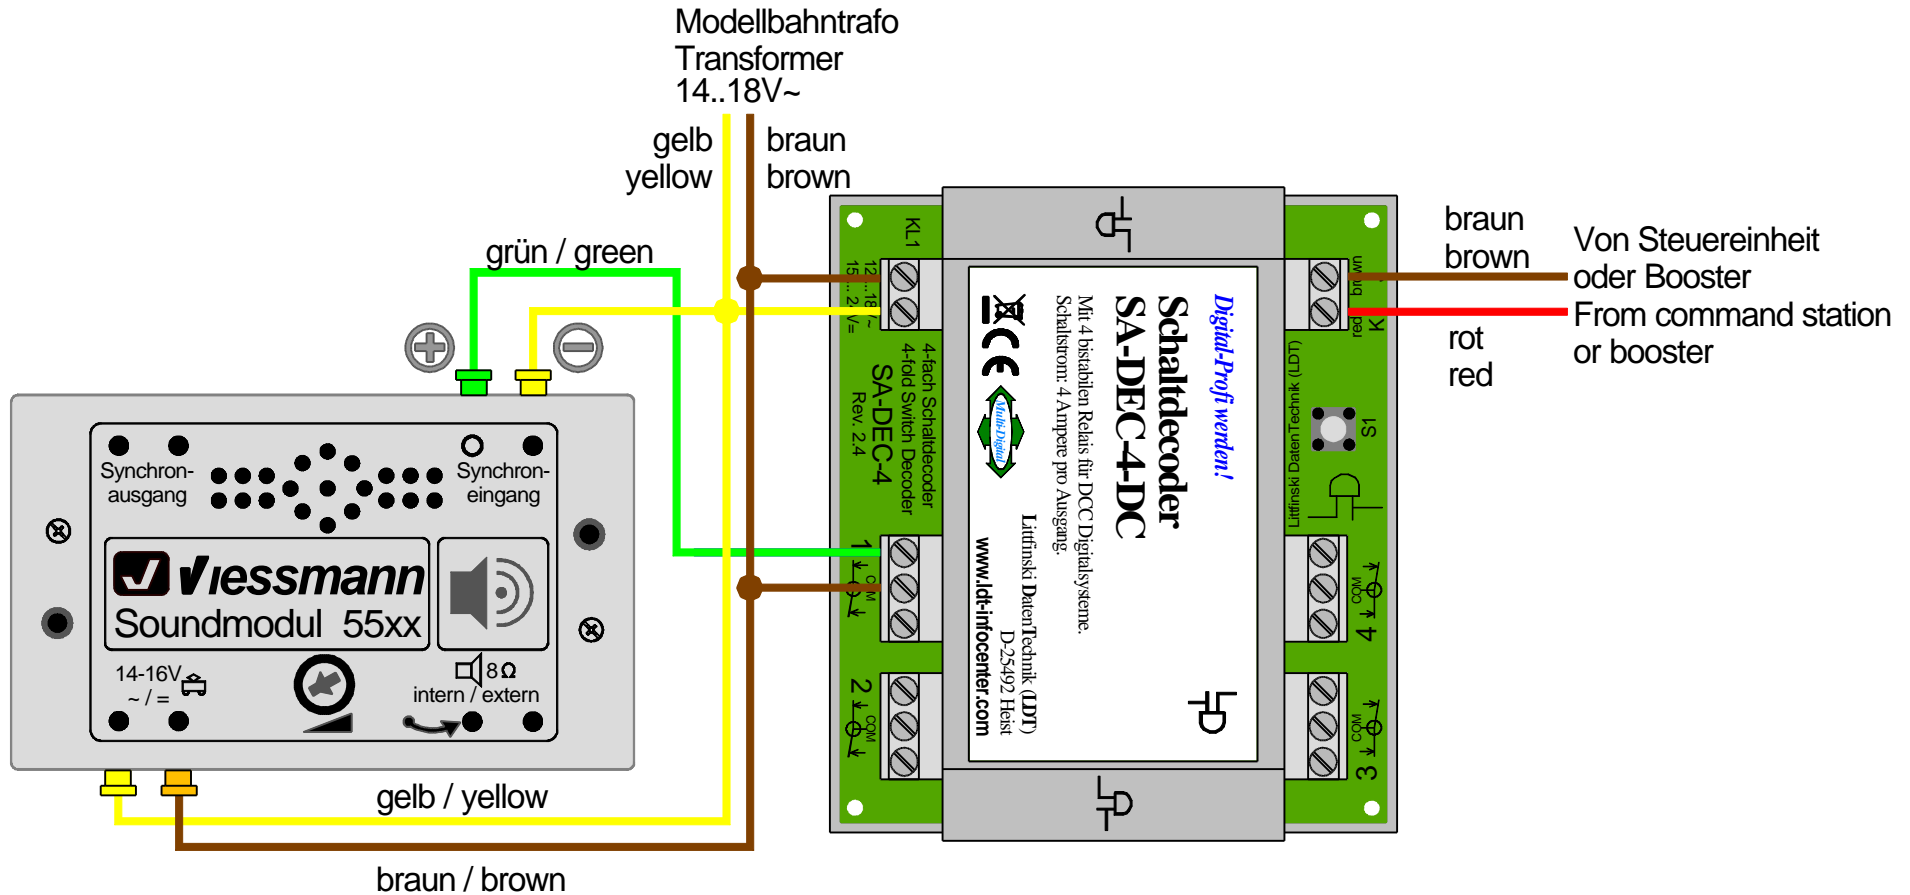 Modellbahntrafo
Transformer
14..18V~
gelb
yellow
braun
brown
grün / green
braun
brown
Von Steuereinheit
oder Booster
From command station
or booster
rot
red
Synchron-
ausgang
Synchron-
eingang
Viessmann
Soundmodul 55xx
14-16V
~ / =
8Ω
intern / extern
gelb / yellow
braun / brown
KL1
4-fach Schaltdecoder
4-fold Switch Decoder
SA-DEC-4
Rev. 2.4
1
COM
2
COM
Digital-Profi werden!
Schaltdecoder
SA-DEC-4-DC
Mit 4 bistabilen Relais für DCC Digitalsysteme.
Schaltstrom: 4 Ampere pro Ausgang.
CE
Multi-Digital
Littfinski DatenTechnik (LDT)
D-25492 Heist
www.ldt-infocenter.com
brown
red
S1
Littfinski DatenTechnik (LDT)
COM
4
COM
3